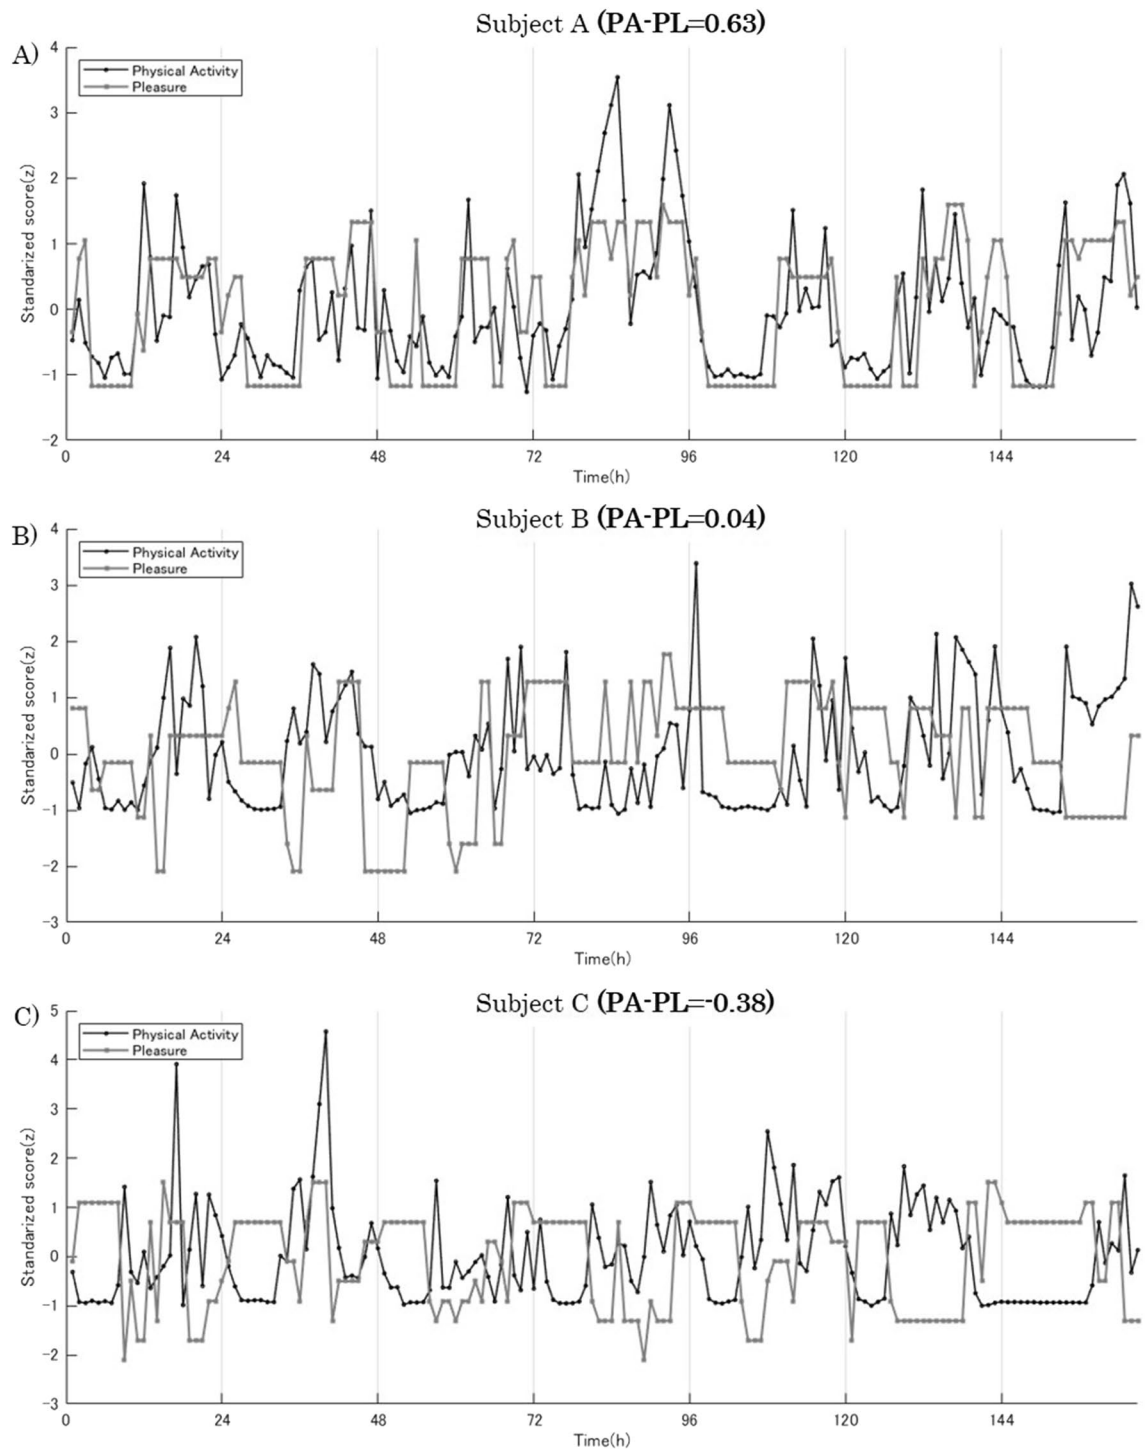 Subject A (PA-PL=0.63)
A)
4
Physical Activity
Pleasure
3
2
1
0
−1
−2
Standarized score(z)
0 24 48 72 96 120 144
Time(h)
Subject B (PA-PL=0.04)
B)
4
Physical Activity
Pleasure
3
2
1
0
−1
−2
−3
Standarized score(z)
0 24 48 72 96 120 144
Time(h)
Subject C (PA-PL=-0.38)
C)
5
Physical Activity
Pleasure
4
3
2
1
0
−1
−2
−3
Standarized score(z)
0 24 48 72 96 120 144
Time(h)